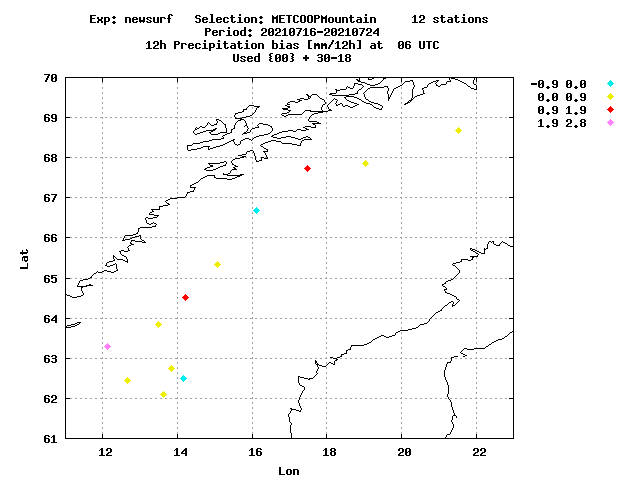 Exp: newsurf   Selection: METCOOPMountain     12 stations
Period: 20210716-20210724
12h Precipitation bias [mm/12h] at  06 UTC
Used {00} + 30-18
-0.9 0.0
0.0 0.9
0.9 1.9
1.9 2.8
70
69
68
67
66
65
64
63
62
61
Lat
12 14 16 18 20 22
Lon